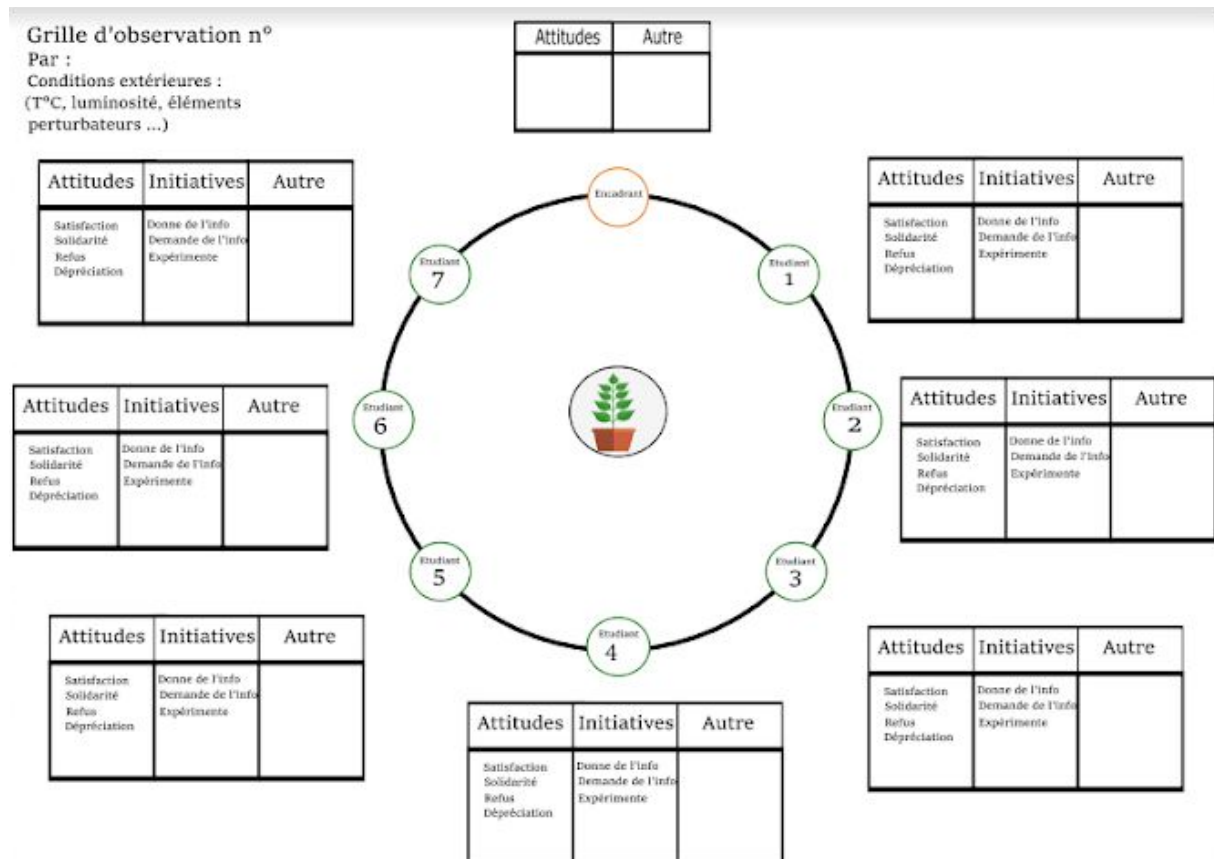 Grille d'observation n°
Par :
Conditions extérieures :
(T°C, luminosité, éléments
perturbateurs ...)
Attitudes Autre
Encadrant
Attitudes Initiatives Autre
Satisfaction Donne de l'info
Solidarité Demande de l'info
Refus Expérimente
Dépréciation
Etudiant
7
Etudiant
1
Attitudes Initiatives Autre
Satisfaction Donne de l'info
Solidarité Demande de l'info
Refus Expérimente
Dépréciation
Attitudes Initiatives Autre
Satisfaction Donne de l'info
Solidarité Demande de l'info
Refus Expérimente
Dépréciation
Etudiant
6
Etudiant
2
Attitudes Initiatives Autre
Satisfaction Donne de l'info
Solidarité Demande de l'info
Refus Expérimente
Dépréciation
Etudiant
5
Etudiant
3
Attitudes Initiatives Autre
Satisfaction Donne de l'info
Solidarité Demande de l'info
Refus Expérimente
Dépréciation
Etudiant
4
Attitudes Initiatives Autre
Satisfaction Donne de l'info
Solidarité Demande de l'info
Refus Expérimente
Dépréciation
Attitudes Initiatives Autre
Satisfaction Donne de l'info
Solidarité Demande de l'info
Refus Expérimente
Dépréciation